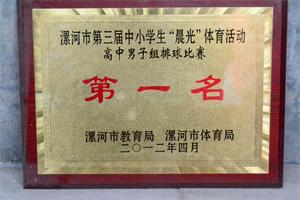 漯河市第三届中小学生“晨光”体育活动
高中男子组排球比赛
第一名
漯河市教育局 漯河市体育局
二〇一二年四月